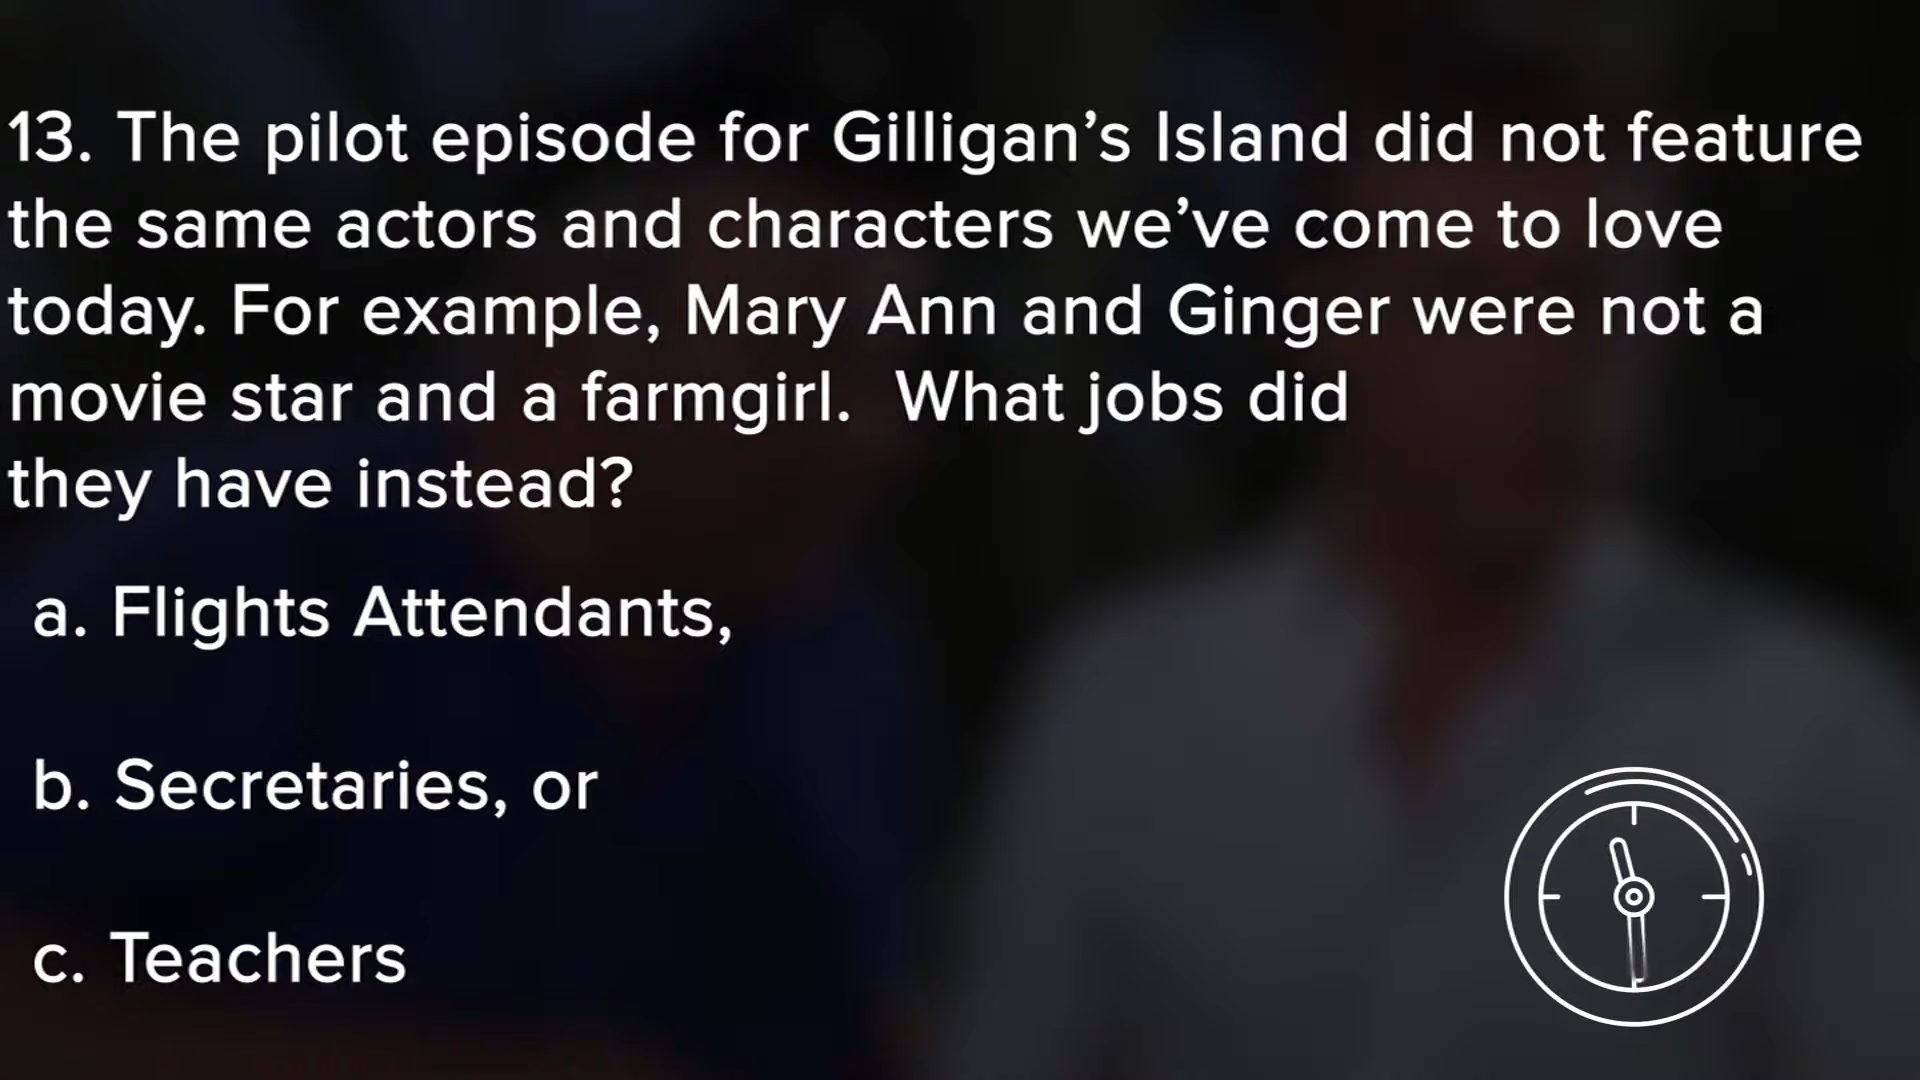 13. The pilot episode for Gilligan’s Island did not feature
the same actors and characters we’ve come to love
today. For example, Mary Ann and Ginger were not a
movie star and a farmgirl.  What jobs did
they have instead?
a. Flights Attendants,
b. Secretaries, or
c. Teachers